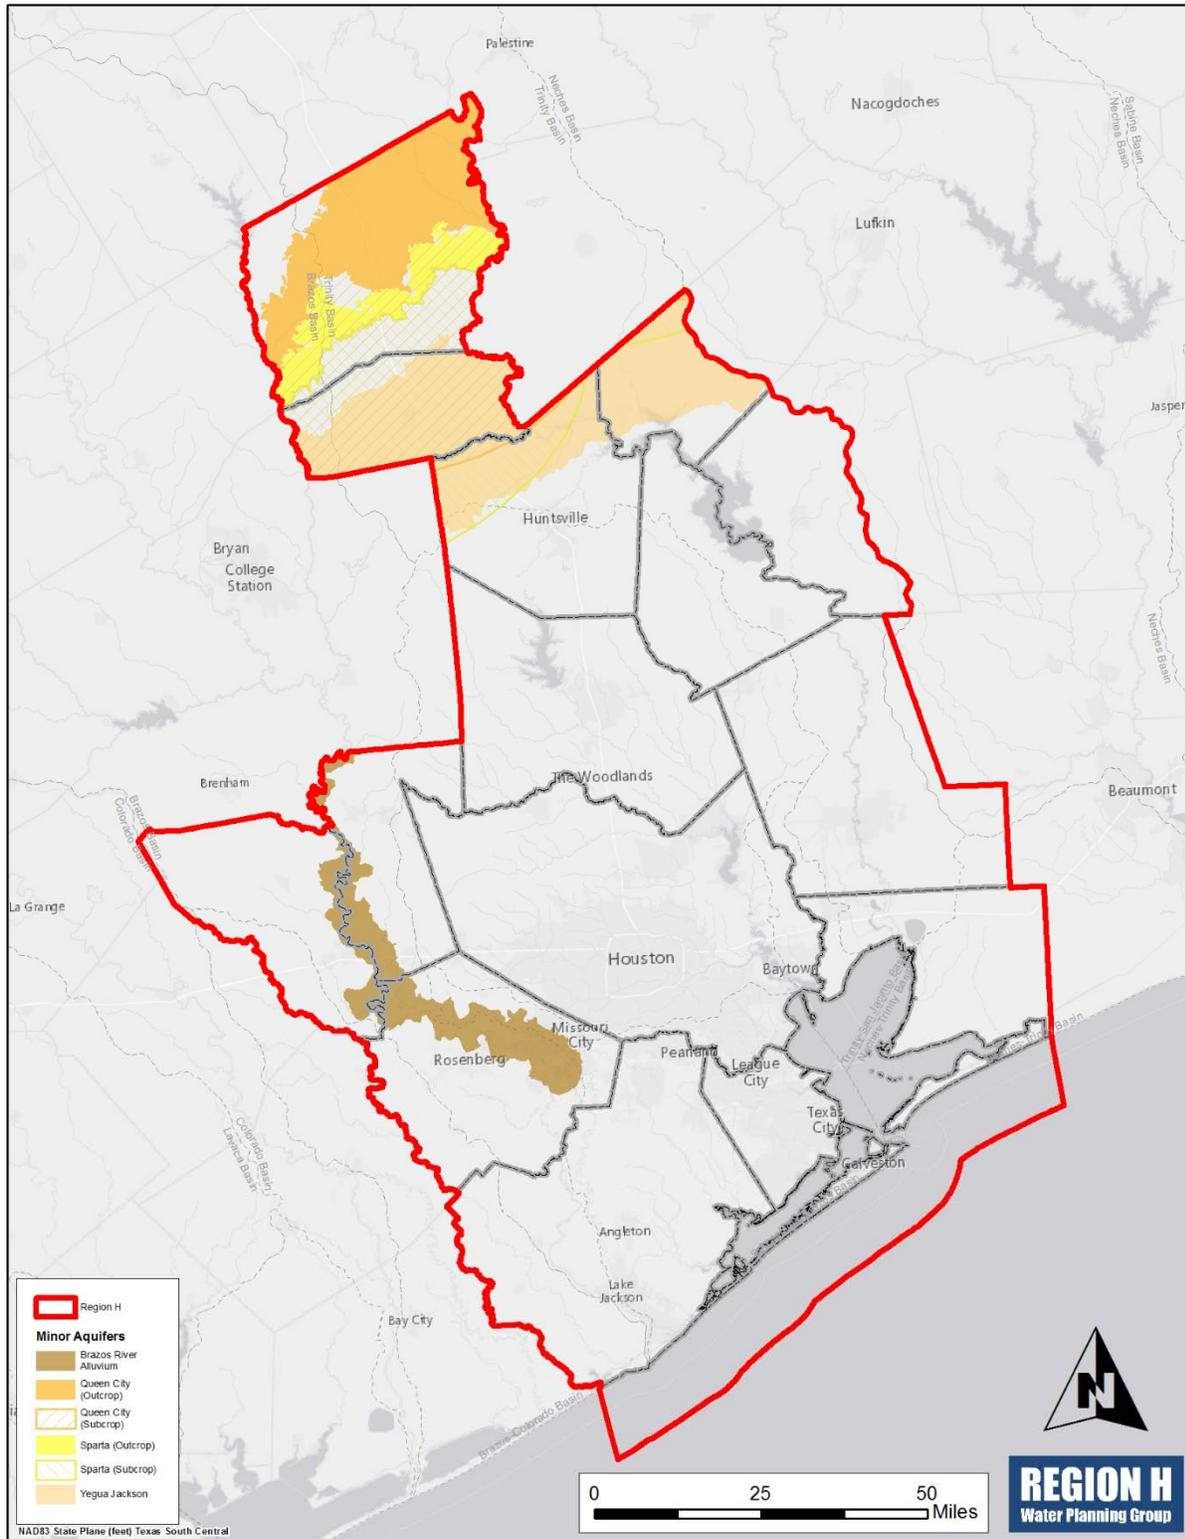 Palestine
Neches Basin
Trinity Basin
Nacogdoches
Sabine Basin
Neches Basin
Lufkin
Trinity Basin
Brazos Basin
Jasper
Huntsville
Bryan
College
Station
Neches Basin
The Woodlands
Brenham
Beaumont
Brazos Basin
Colorado Basin
La Grange
Houston
Baytown
Neches-Trinity Basin
Missouri
City
Pearland
Rosenberg
League
City
Texas
City
Colorado Basin
Lavaca Basin
Galveston
Basin
Angleton
Lake
Jackson
Bay City
Brazos-Colorado Basin
Region H
Minor Aquifers
Brazos River
Alluvium
Queen City
(Outcrop)
Queen City
(Subcrop)
Sparta (Outcrop)
Sparta (Subcrop)
Yegua Jackson
NAD83 State Plane (feet) Texas South Central
0 25 50
Miles
N
REGION H
Water Planning Group